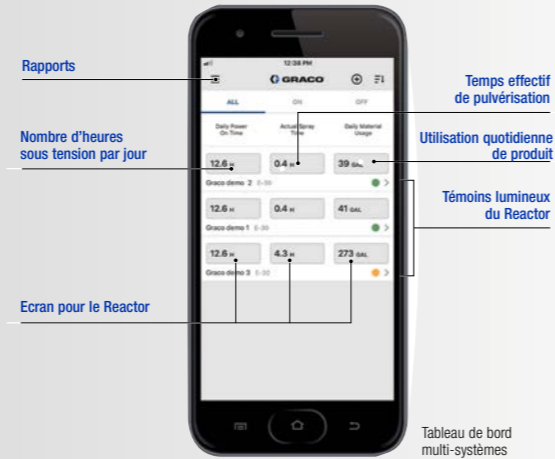 12:38 PM
Rapports
GRACO
ALL
ON
OFF
Temps effectif
de pulvérisation
Daily Power
On Time
Actual Spray
Time
Daily Material
Usage
Nombre d'heures
sous tension par jour
Utilisation quotidienne
de produit
12.6 H
0.4 H
39 GAL
Graco demo 2 E-30
Témoins lumineux
du Reactor
12.6 H
0.4 H
41 GAL
Graco demo 1 E-30
12.6 H
4.3 H
273 GAL
Graco demo 3 E-30
Ecran pour le Reactor
Tableau de bord
multi-systèmes